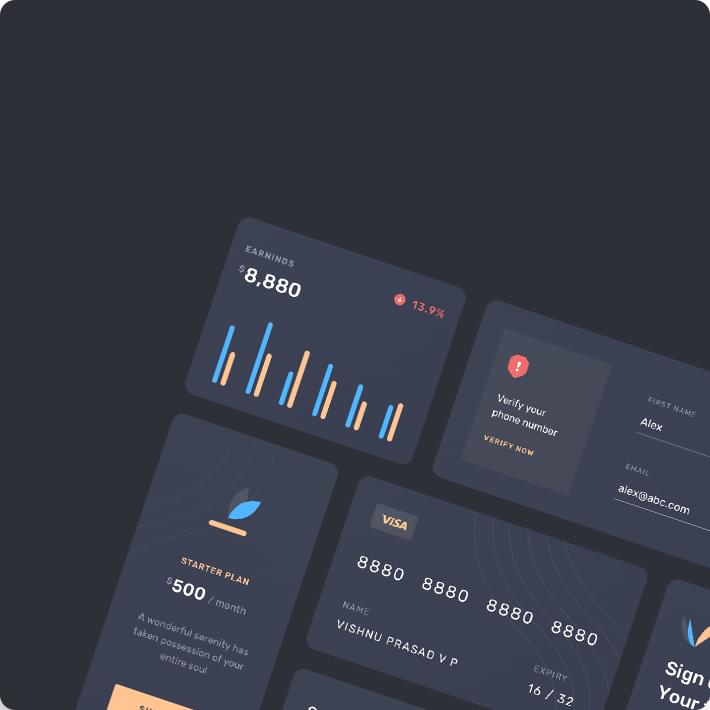 EARNINGS
$8,880
13.9%
Verify your
phone number
VERIFY NOW
FIRST NAME
Alex
EMAIL
alex@abc.com
STARTER PLAN
$500 / month
A wonderful serenity has
taken possession of your
entire soul
VISA
8880 8880 8880 8880
NAME
VISHNU PRASAD V P
EXPIRY
16 / 32
Sign
Your